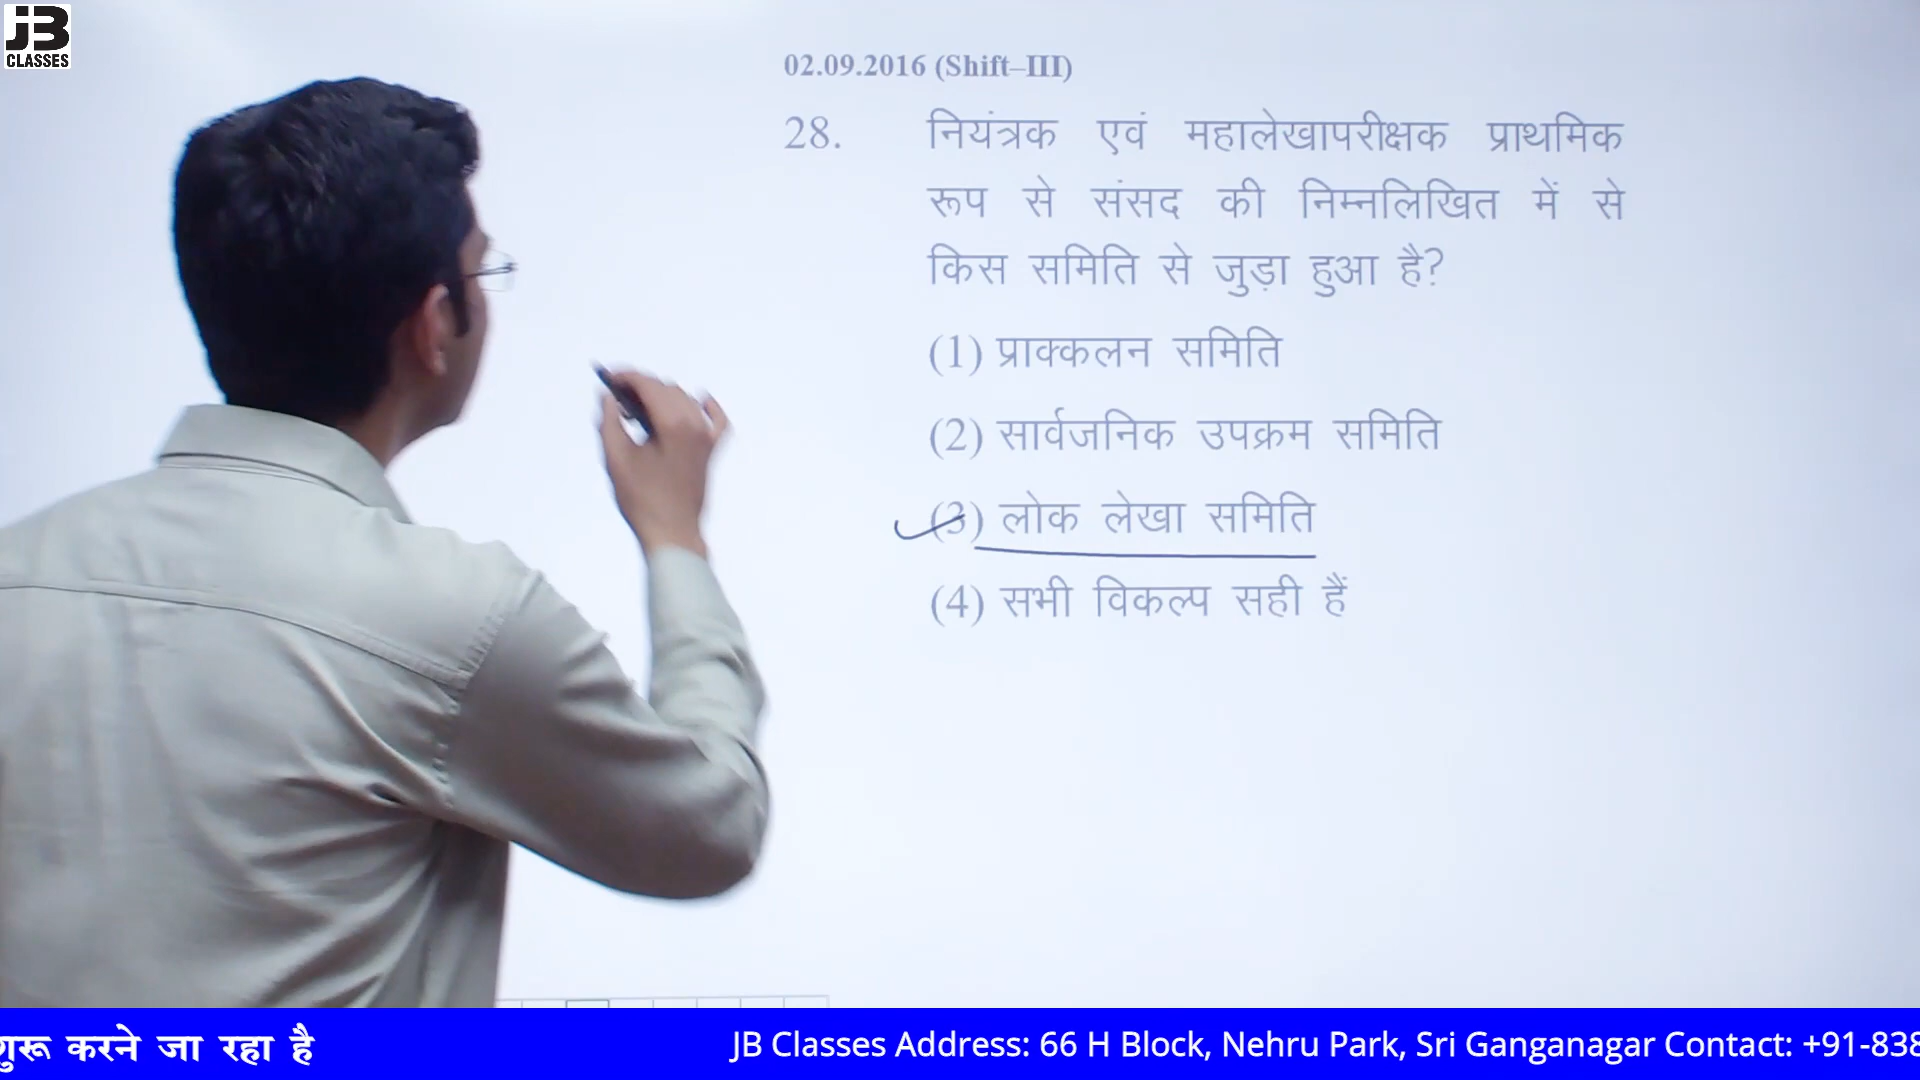 JB
CLASSES
02.09.2016 (Shift–III)
28. नियंत्रक एवं महालेखापरीक्षक प्राथमिक
रूप से संसद की निम्नलिखित में से
किस समिति से जुड़ा हुआ है?
(1) प्राक्कलन समिति
(2) सार्वजनिक उपक्रम समिति
(3) लोक लेखा समिति
(4) सभी विकल्प सही हैं
करने जा रहा है JB Classes Address: 66 H Block, Nehru Park, Sri Ganganagar Contact: +91-838